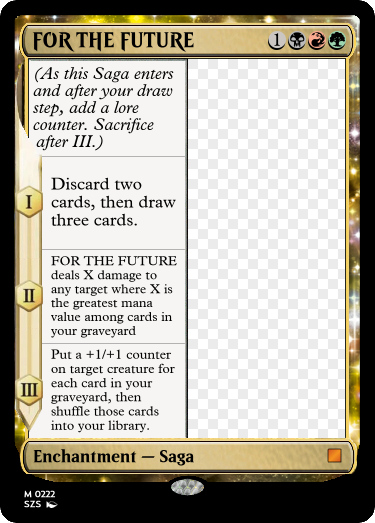 FOR THE FUTURE
1
(As this Saga enters
and after your draw
step, add a lore
counter. Sacrifice
after III.)
I
Discard two
cards, then draw
three cards.
II
FOR THE FUTURE
deals X damage to
any target where X is
the greatest mana
value among cards in
your graveyard
III
Put a +1/+1 counter
on target creature for
each card in your
graveyard, then
shuffle those cards
into your library.
Enchantment — Saga
M 0222
SZS